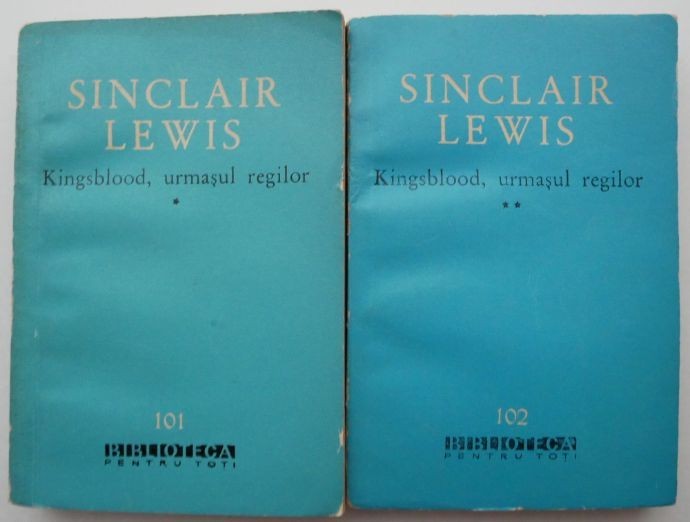 SINCLAIR
LEWIS
Kingsblood, urmaşul regilor
*
101
BIBLIOTECA
PENTRU TOŢI
SINCLAIR
LEWIS
Kingsblood, urmaşul regilor
**
102
BIBLIOTECA
PENTRU TOŢI